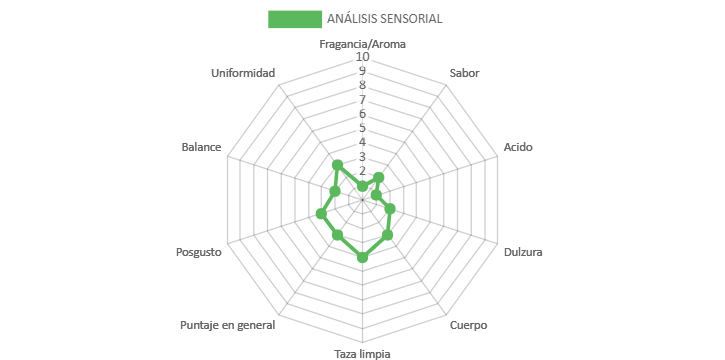 ANÁLISIS SENSORIAL
Fragancia/Aroma
10
9
8
7
6
5
4
3
2
Uniformidad
Sabor
Balance
Acido
Posgusto
Dulzura
Puntaje en general
Cuerpo
Taza limpia